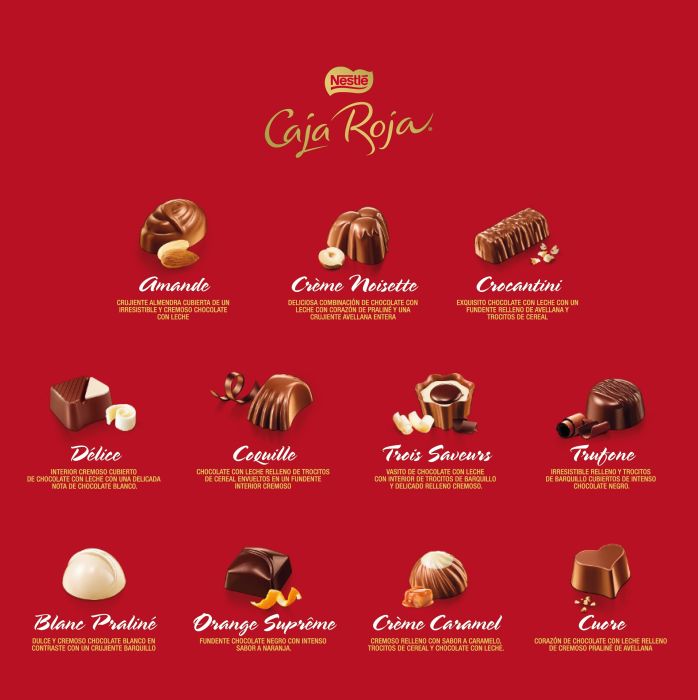 Nestlé
Caja Roja®
Amande
CRUJIENTE ALMENDRA CUBIERTA DE UN
IRRESISTIBLE Y CREMOSO CHOCOLATE
CON LECHE
Crème Noisette
DELICIOSA COMBINACIÓN DE CHOCOLATE CON
LECHE CON CORAZÓN DE PRALINÉ Y UNA
CRUJIENTE AVELLANA ENTERA
Crocantini
EXQUISITO CHOCOLATE CON LECHE CON UN
FUNDENTE RELLENO DE AVELLANA Y
TROCITOS DE CEREAL
Délice
INTERIOR CREMOSO CUBIERTO
DE CHOCOLATE CON LECHE CON UNA DELICADA
NOTA DE CHOCOLATE BLANCO.
Coquille
CHOCOLATE CON LECHE RELLENO DE TROCITOS
DE CEREAL ENVUELTOS EN UN FUNDENTE
INTERIOR CREMOSO
Trois Saveurs
VASITO DE CHOCOLATE CON LECHE
CON INTERIOR DE TROCITOS DE BARQUILLO
Y DELICADO RELLENO CREMOSO.
Trufone
IRRESISTIBLE RELLENO Y TROCITOS
DE BARQUILLO CUBIERTOS DE INTENSO
CHOCOLATE NEGRO.
Blanc Praliné
DULCE Y CREMOSO CHOCOLATE BLANCO EN
CONTRASTE CON UN CRUJIENTE BARQUILLO
Orange Suprême
FUNDENTE CHOCOLATE NEGRO CON INTENSO
SABOR A NARANJA.
Crème Caramel
CREMOSO RELLENO CON SABOR A CARAMELO,
TROCITOS DE CEREAL Y CHOCOLATE CON LECHE.
Cuore
CORAZÓN DE CHOCOLATE CON LECHE RELLENO
DE CREMOSO PRALINÉ DE AVELLANA